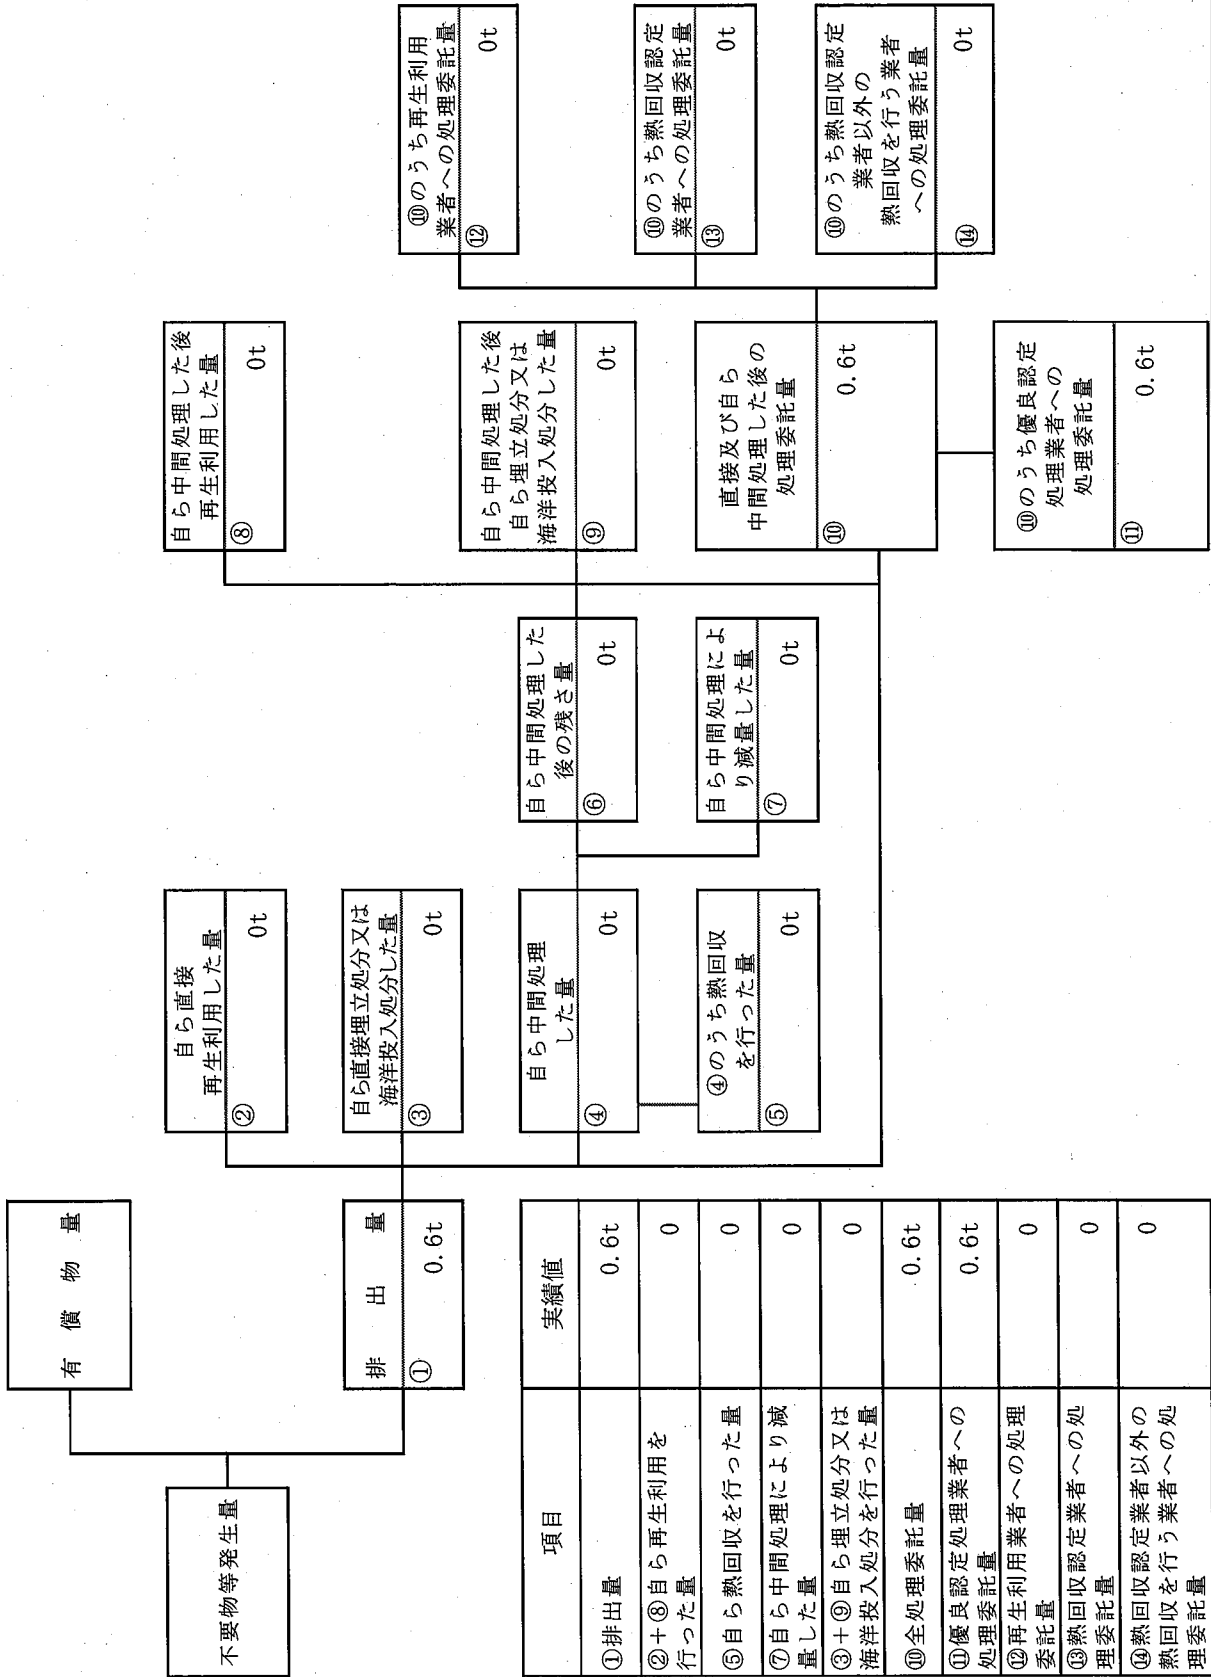 不要物等発生量
有償物量
排出量
① 0.6t
自ら直接
再生利用した量
② 0t
自ら直接埋立処分又は
海洋投入処分した量
③ 0t
自ら中間処理
した量
④ 0t
④のうち熱回収
を行った量
⑤ 0t
自ら中間処理した
後の残さ量
⑥ 0t
自ら中間処理によ
り減量した量
⑦ 0t
自ら中間処理した後
再生利用した量
⑧ 0t
自ら中間処理した後
自ら埋立処分又は
海洋投入処分した量
⑨ 0t
直接及び自ら
中間処理した後の
処理委託量
⑩ 0.6t
⑩のうち優良認定
処理業者への
処理委託量
⑪ 0.6t
⑩のうち再生利用
業者への処理委託量
⑫ 0t
⑩のうち熱回収認定
業者への処理委託量
⑬ 0t
⑩のうち熱回収認定
業者以外の
熱回収を行う業者
への処理委託量
⑭ 0t
項目 実績値
①排出量 0.6t
②+⑧自ら再生利用を
行った量 0
⑤自ら熱回収を行った量 0
⑦自ら中間処理により減
量した量 0
③+⑨自ら埋立処分又は
海洋投入処分を行った量 0
⑩全処理委託量 0.6t
⑪優良認定処理業者への
処理委託量 0.6t
⑫再生利用業者への処理
委託量 0
⑬熱回収認定業者への処
理委託量 0
⑭熱回収認定業者以外の
熱回収を行う業者への処
理委託量 0